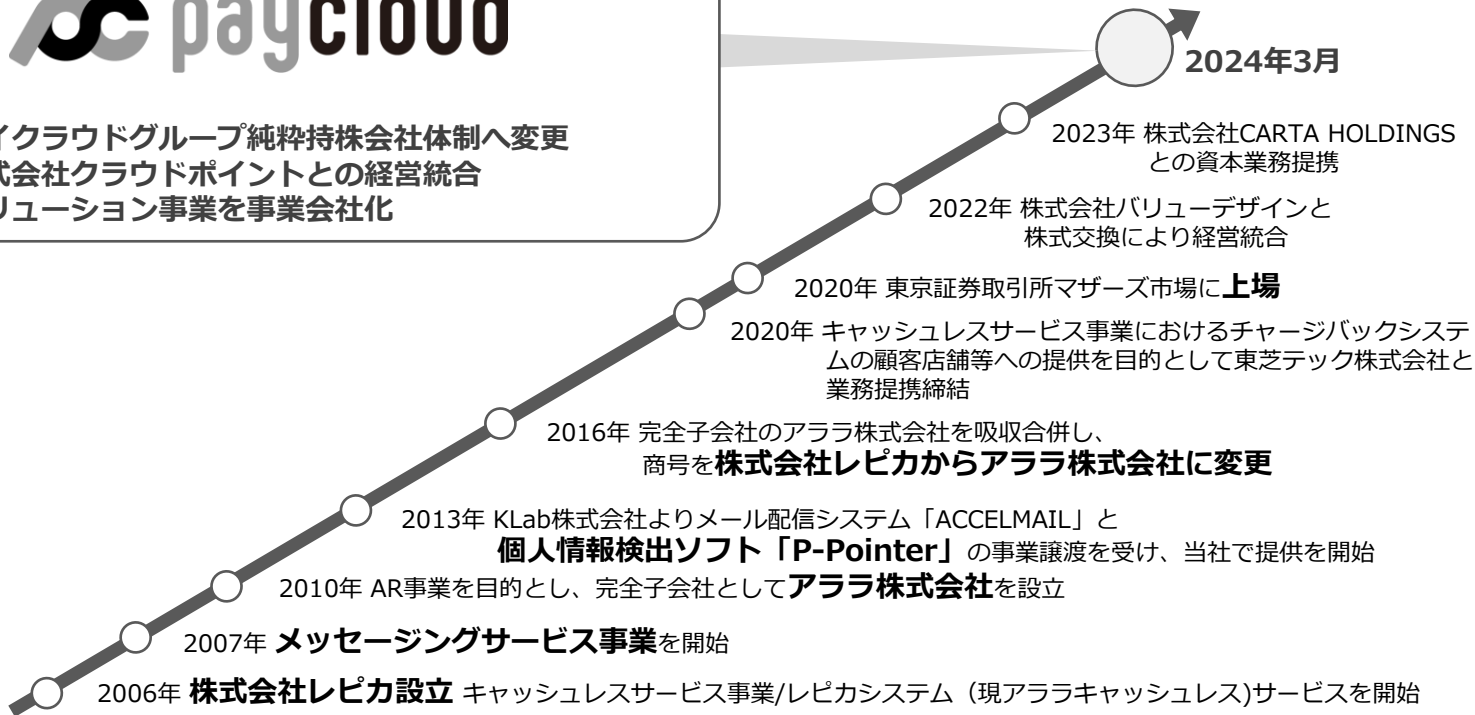 paycloud
イクラウドグループ純粋持株会社体制へ変更
式会社クラウドポイントとの経営統合
リューション事業を事業会社化
2024年3月
2023年 株式会社CARTA HOLDINGS
との資本業務提携
2022年 株式会社バリューデザインと
株式交換により経営統合
2020年 東京証券取引所マザーズ市場に上場
2020年 キャッシュレスサービス事業におけるチャージバックシステ
ムの顧客店舗等への提供を目的として東芝テック株式会社と
業務提携締結
2016年 完全子会社のアララ株式会社を吸収合併し、
商号を株式会社レピカからアララ株式会社に変更
2013年 KLab株式会社よりメール配信システム「ACCELMAIL」と
個人情報検出ソフト「P-Pointer」の事業譲渡を受け、当社で提供を開始
2010年 AR事業を目的とし、完全子会社としてアララ株式会社を設立
2007年 メッセージングサービス事業を開始
2006年 株式会社レピカ設立 キャッシュレスサービス事業/レピカシステム（現アララキャッシュレス)サービスを開始